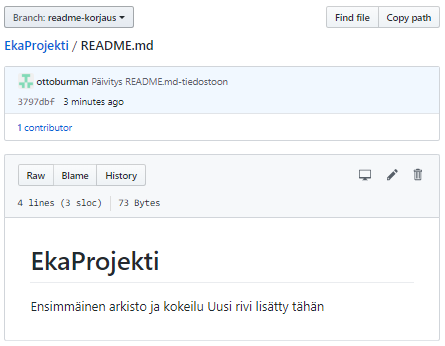 Branch: readme-korjaus Find file Copy path
EkaProjekti / README.md
ottoburman Päivitys README.md-tiedostoon
3797dbf 3 minutes ago
1 contributor
Raw Blame History
4 lines (3 sloc) 73 Bytes
EkaProjekti
Ensimmäinen arkisto ja kokeilu Uusi rivi lisätty tähän